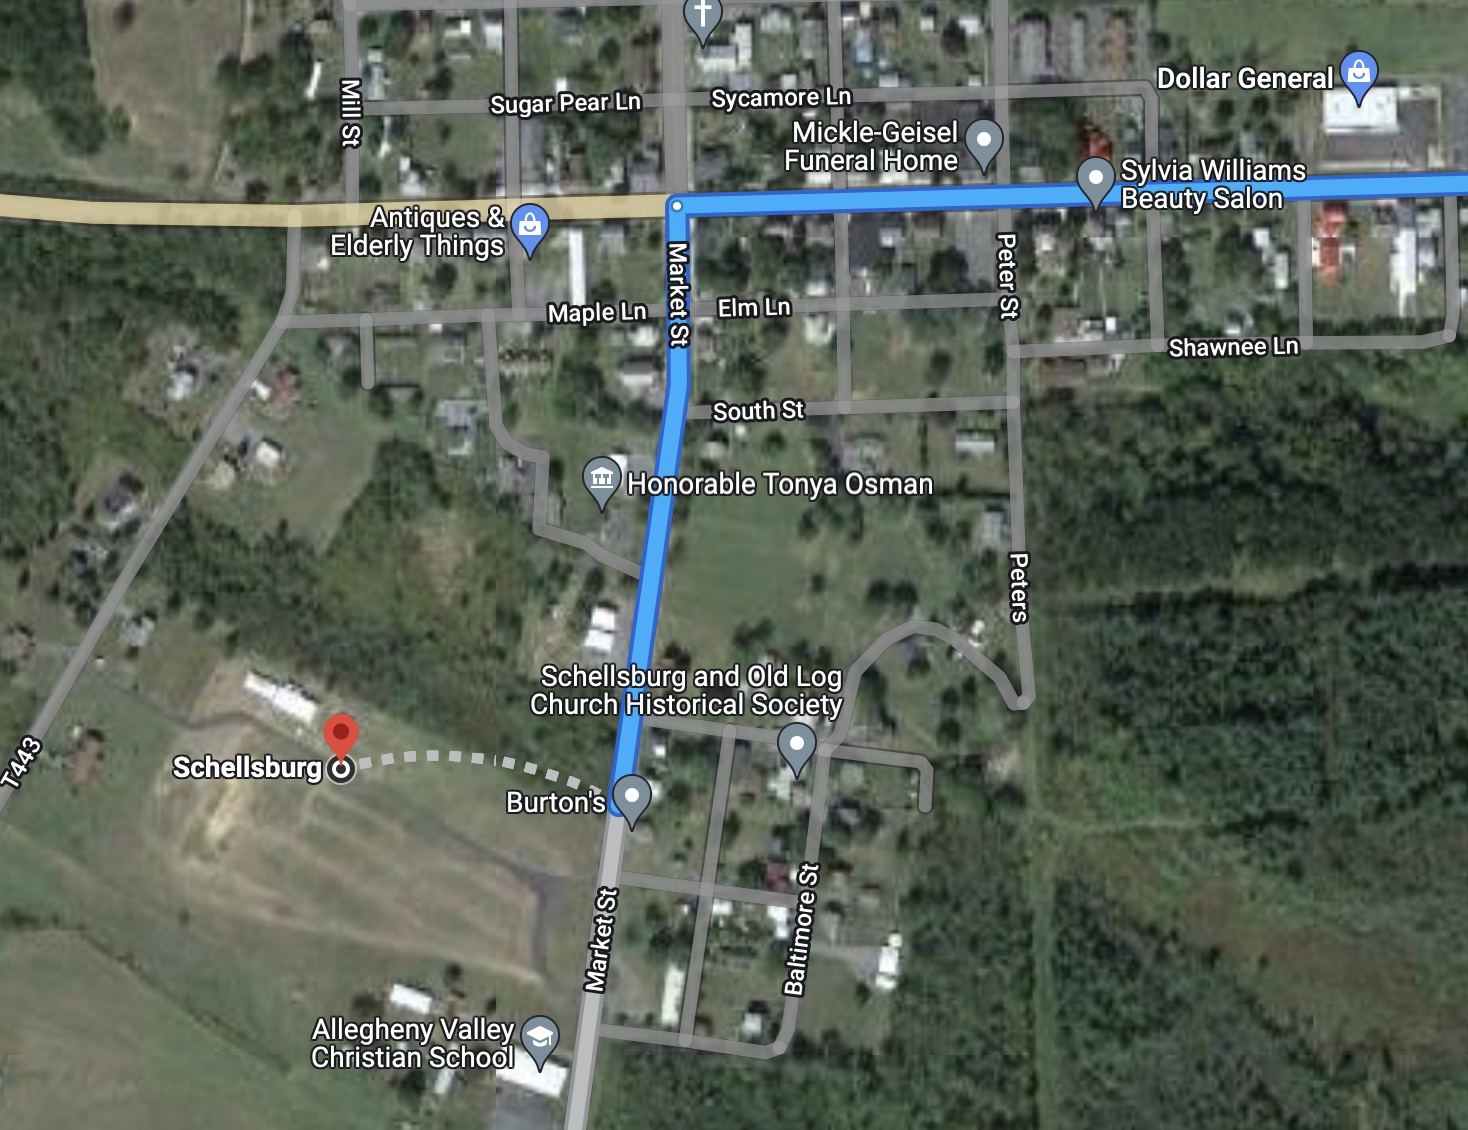 Mill St
Sugar Pear Ln
Sycamore Ln
Dollar General
Mickle-Geisel
Funeral Home
Sylvia Williams
Beauty Salon
Antiques &
Elderly Things
Market St
Peter St
Maple Ln
Elm Ln
Shawnee Ln
South St
Honorable Tonya Osman
Peters
Schellsburg and Old Log
Church Historical Society
T443
Schellsburg
Burton's
Market St
Baltimore St
Allegheny Valley
Christian School